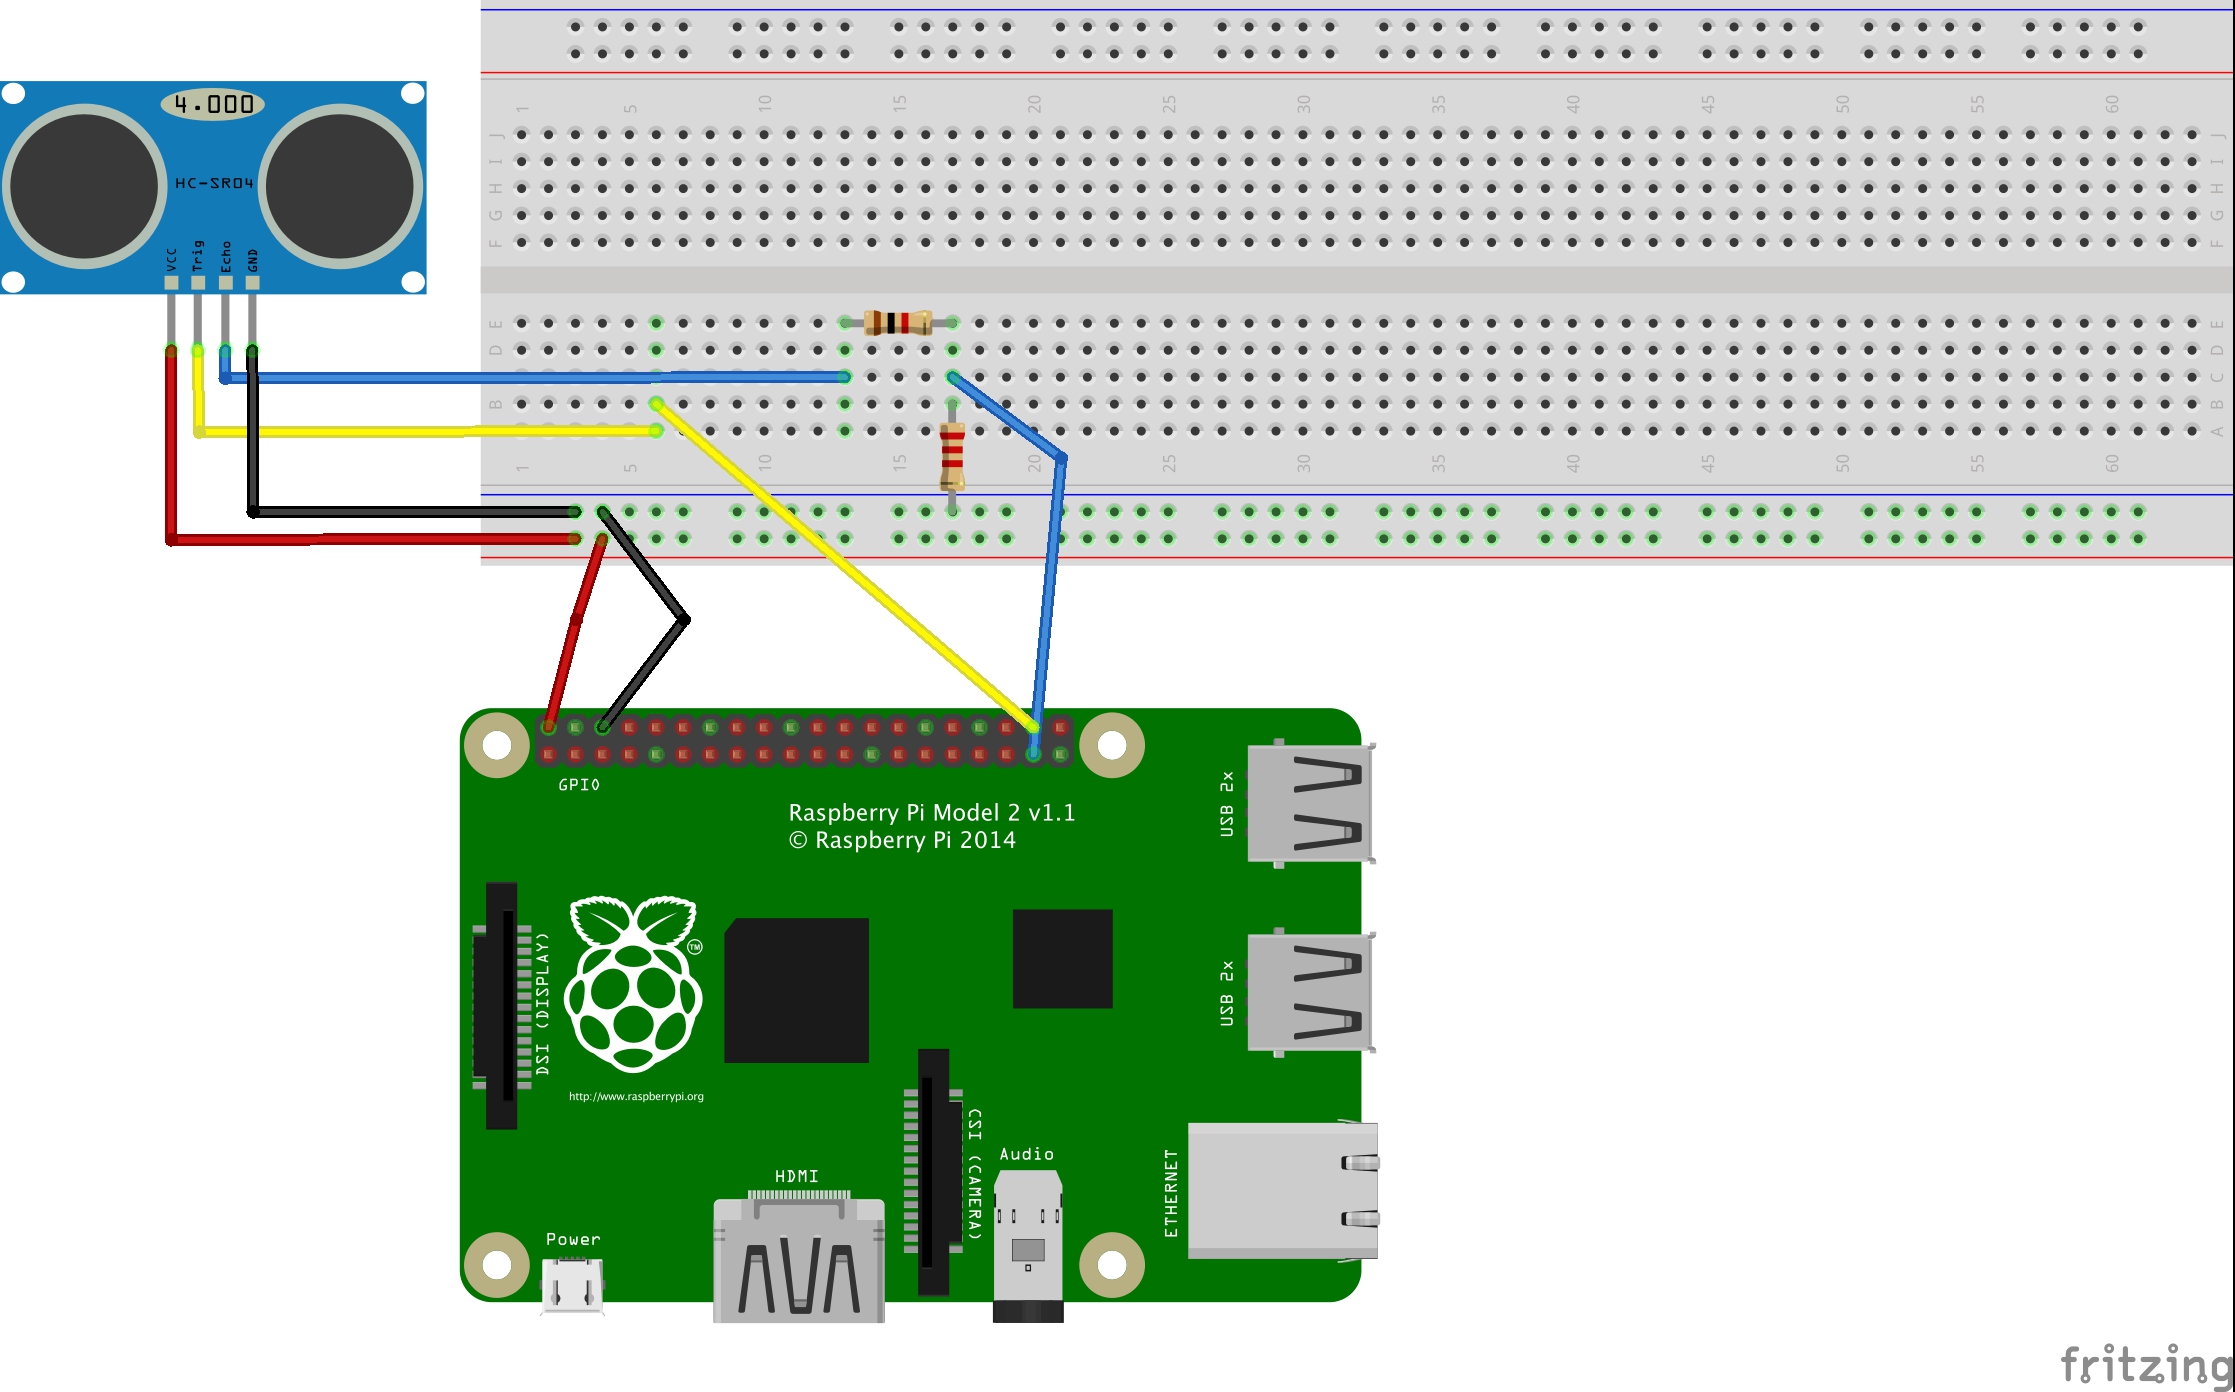 4.000
HC-SR04
VCC
Trig
Echo
GND
1 5 10 15 20 25 30 35 40 45 50 55 60
J J
I I
H H
G G
F F
E E
D D
C C
B B
A A
1 5 10 15 20 25 30 35 40 45 50 55 60
GPIO
Raspberry Pi Model 2 v1.1
© Raspberry Pi 2014
USB 2x
USB 2x
DSI (DISPLAY)
TM
http://www.raspberrypi.org
CSI (CAMERA)
Audio
ETHERNET
HDMI
Power
fritzing